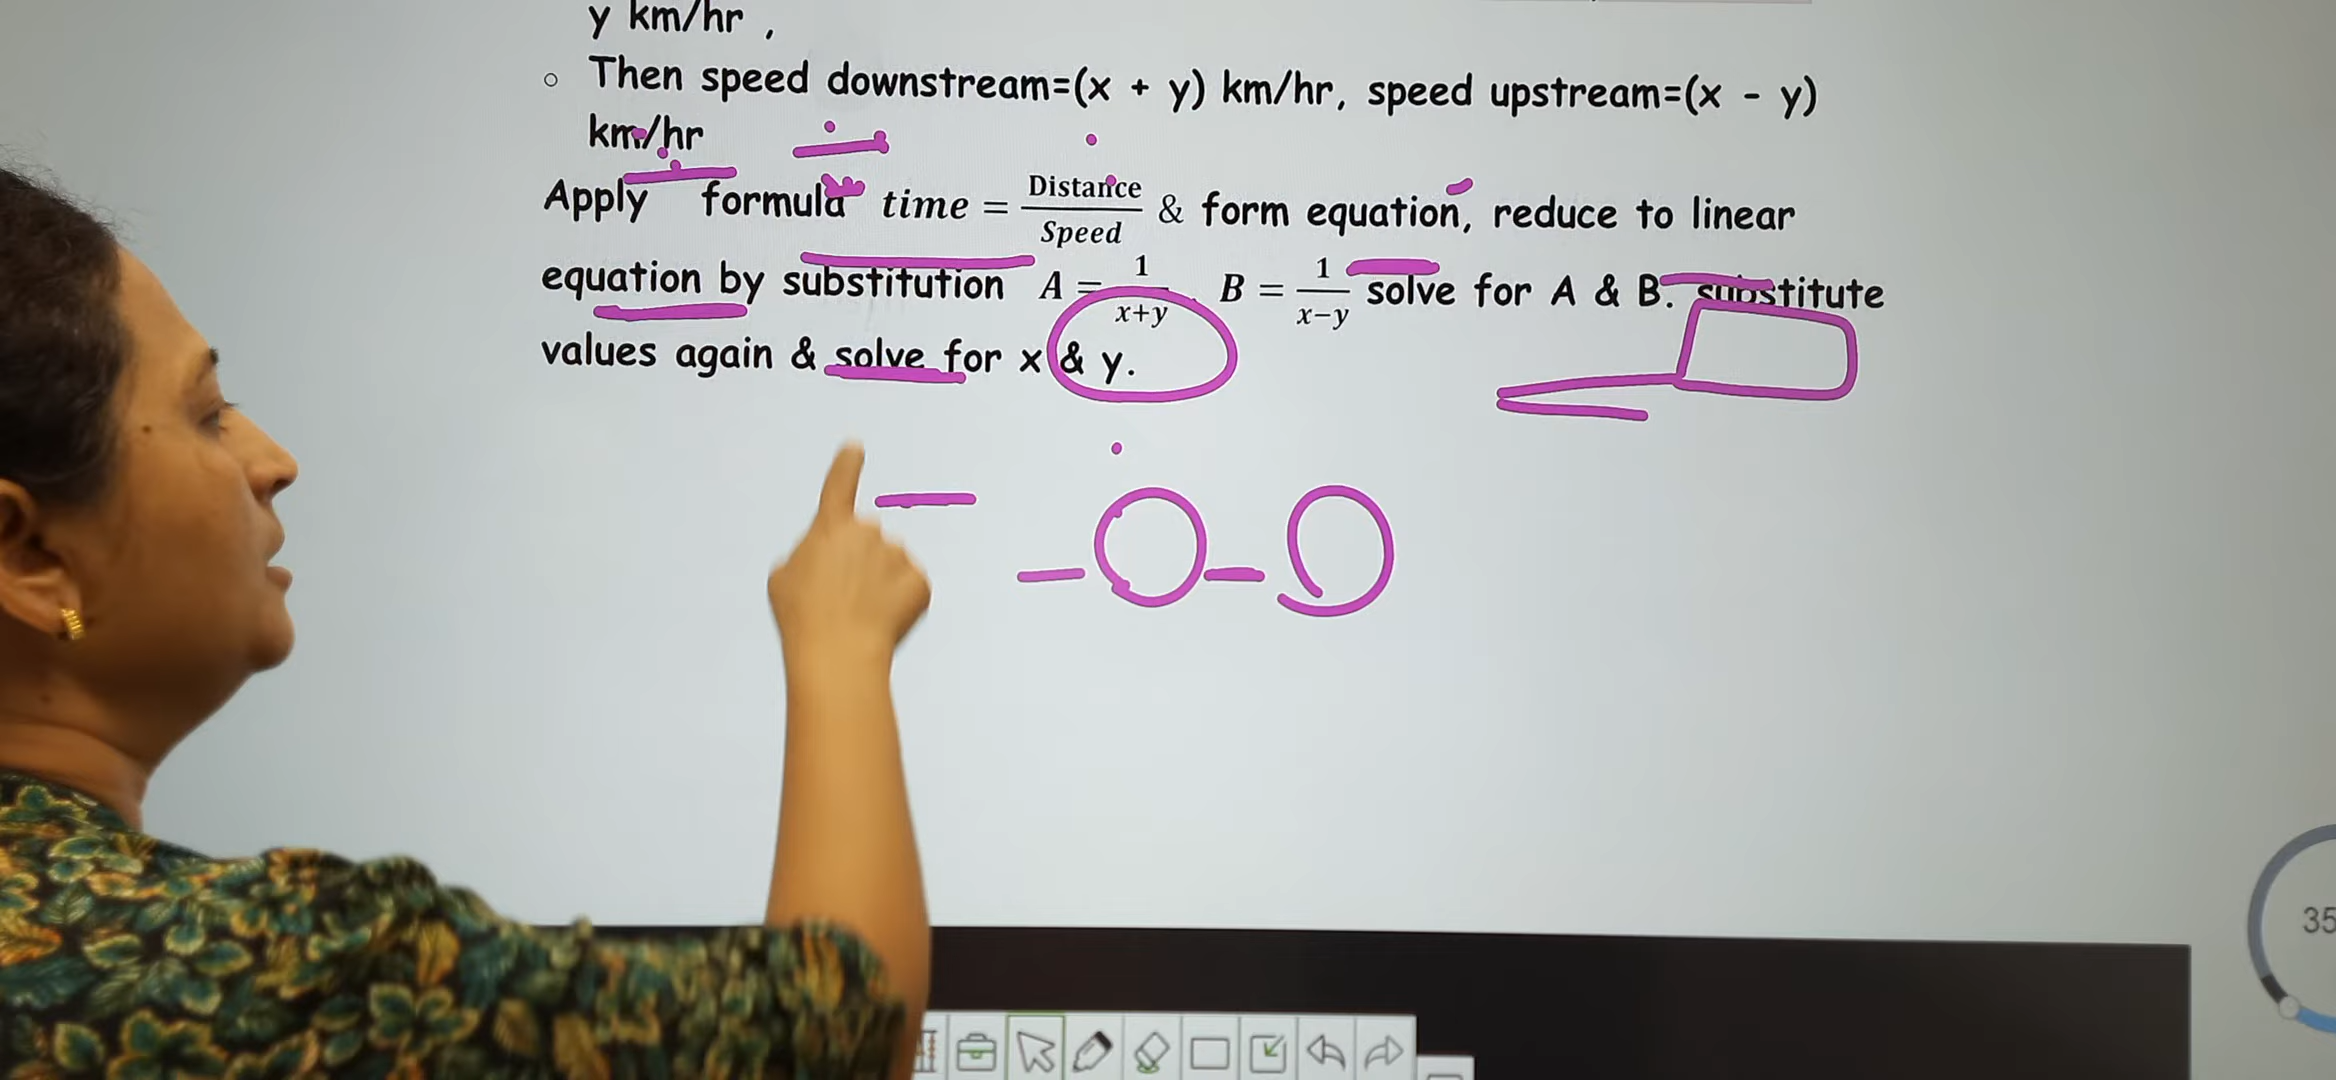 y km/hr ,
◦ Then speed downstream=(x + y) km/hr, speed upstream=(x - y)
km/hr
Apply formula time = Distance/Speed & form equation, reduce to linear
equation by substitution A = 1/x+y B = 1/x−y solve for A & B. substitute
values again & solve for x & y.
35